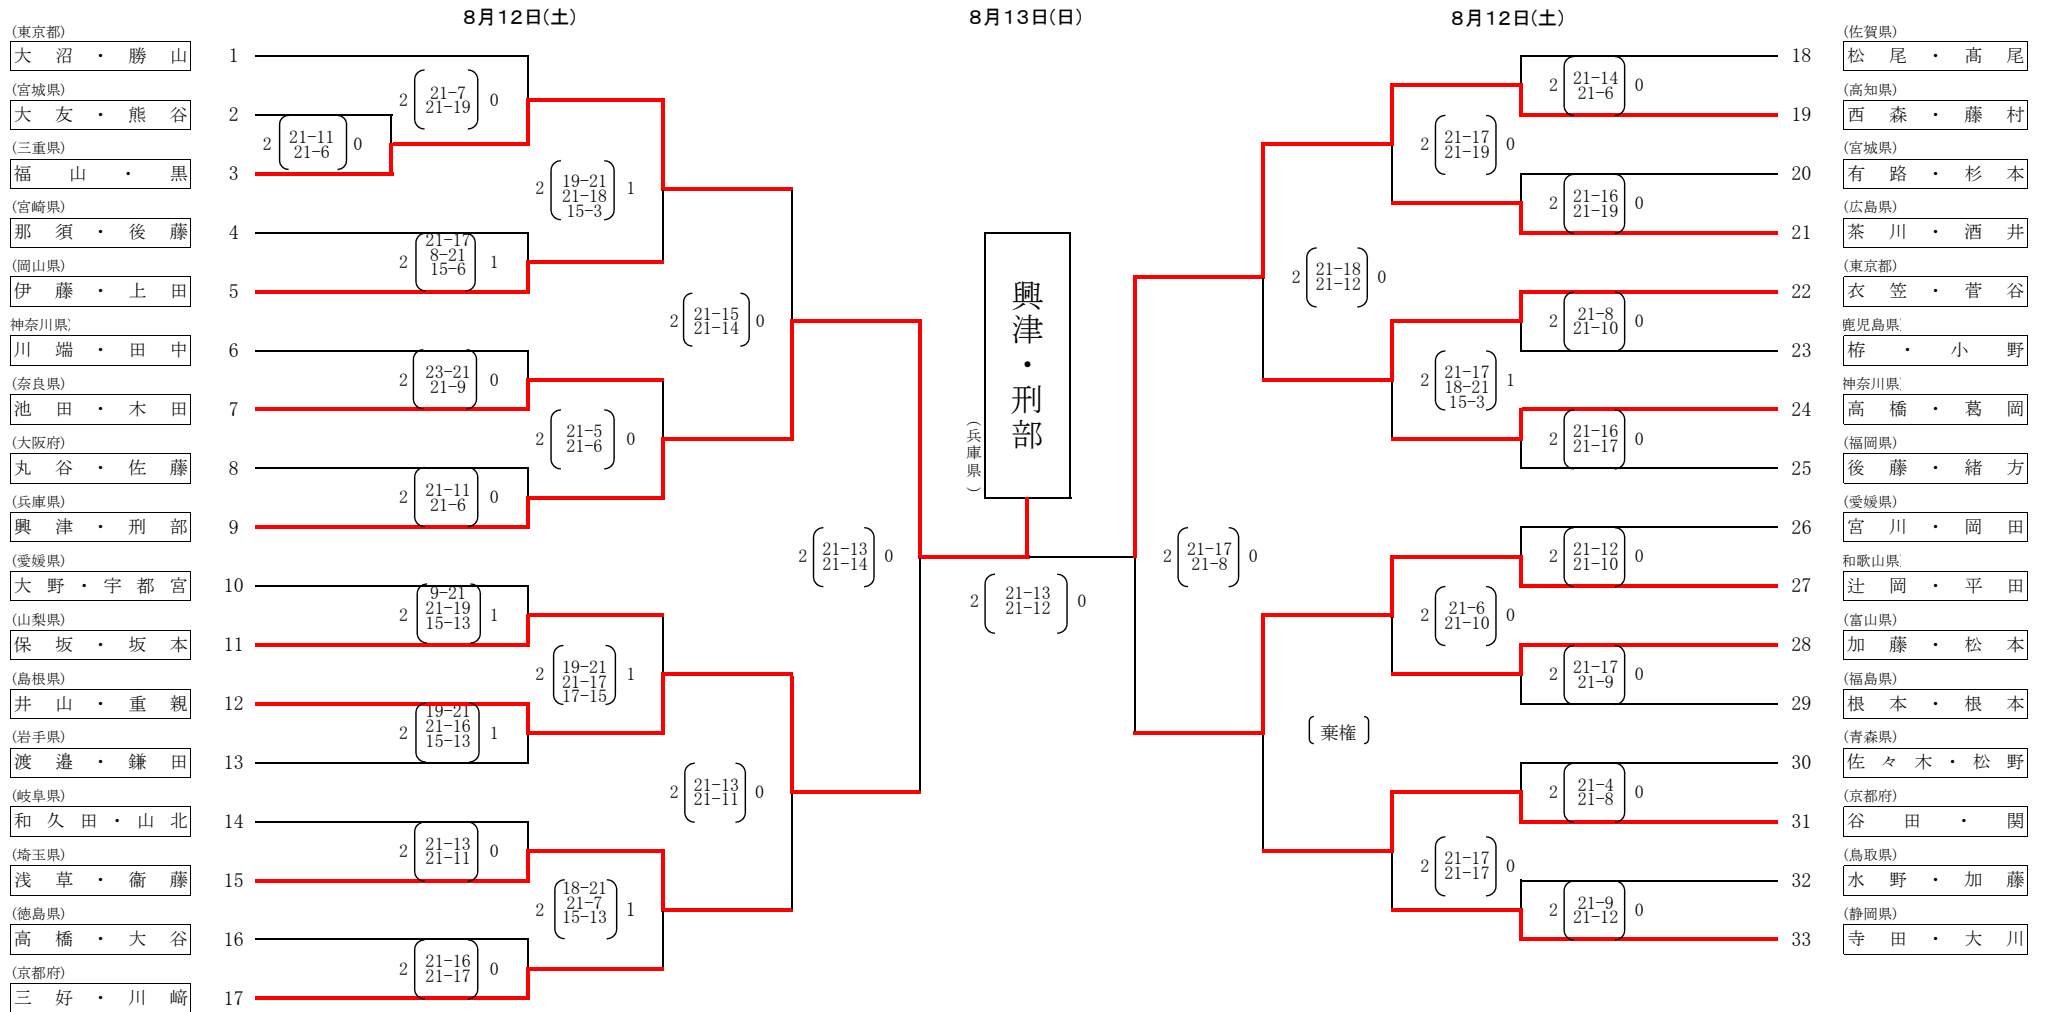 8月12日(土)
8月13日(日)
8月12日(土)
(東京都)
大沼・勝山 1
(宮城県)
大友・熊谷 2
(三重県)
福山・黒 3
(宮崎県)
那須・後藤 4
(岡山県)
伊藤・上田 5
神奈川県)
川端・田中 6
(奈良県)
池田・木田 7
(大阪府)
丸谷・佐藤 8
(兵庫県)
興津・刑部 9
(愛媛県)
大野・宇都宮 10
(山梨県)
保坂・坂本 11
(島根県)
井山・重親 12
(岩手県)
渡邉・鎌田 13
(岐阜県)
和久田・山北 14
(埼玉県)
浅草・衞藤 15
(徳島県)
高橋・大谷 16
(京都府)
三好・川﨑 17
2 21-11 0
21-6
2 21-7 0
21-19
21-17
2 8-21 1
15-6
2 23-21 0
21-9
2 21-11 0
21-6
9-21
2 21-19 1
15-13
19-21
2 21-16 1
15-13
2 21-13 0
21-11
2 21-16 0
21-17
19-21
2 21-18 1
15-3
2 21-5 0
21-6
19-21
2 21-17 1
17-15
18-21
2 21-7 1
15-13
2 21-15 0
21-14
2 21-13 0
21-11
2 21-13 0
21-14
興津・刑部
(兵庫県)
2 21-13 0
21-12
2 21-17 0
21-8
2 21-18 0
21-12
棄権
2 21-17 0
21-19
21-17
2 18-21 1
15-3
2 21-6 0
21-10
2 21-17 0
21-17
2 21-14 0
21-6
2 21-16 0
21-19
2 21-8 0
21-10
2 21-16 0
21-17
2 21-12 0
21-10
2 21-17 0
21-9
2 21-4 0
21-8
2 21-9 0
21-12
(佐賀県)
18 松尾・髙尾
(高知県)
19 西森・藤村
(宮城県)
20 有路・杉本
(広島県)
21 茶川・酒井
(東京都)
22 衣笠・菅谷
鹿児島県
23 栫・小野
神奈川県
24 高橋・葛岡
(福岡県)
25 後藤・緒方
(愛媛県)
26 宮川・岡田
和歌山県
27 辻岡・平田
(富山県)
28 加藤・松本
(福島県)
29 根本・根本
(青森県)
30 佐々木・松野
(京都府)
31 谷田・関
(鳥取県)
32 水野・加藤
(静岡県)
33 寺田・大川